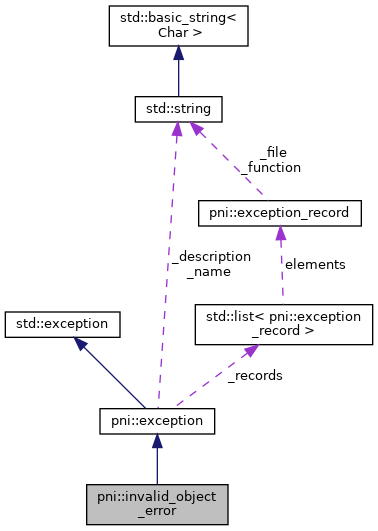 std::basic_string<
Char >
std::string
_file
_function
pni::exception_record
_description
_name
elements
std::exception
std::list< pni::exception
_record >
_records
pni::exception
pni::invalid_object
_error